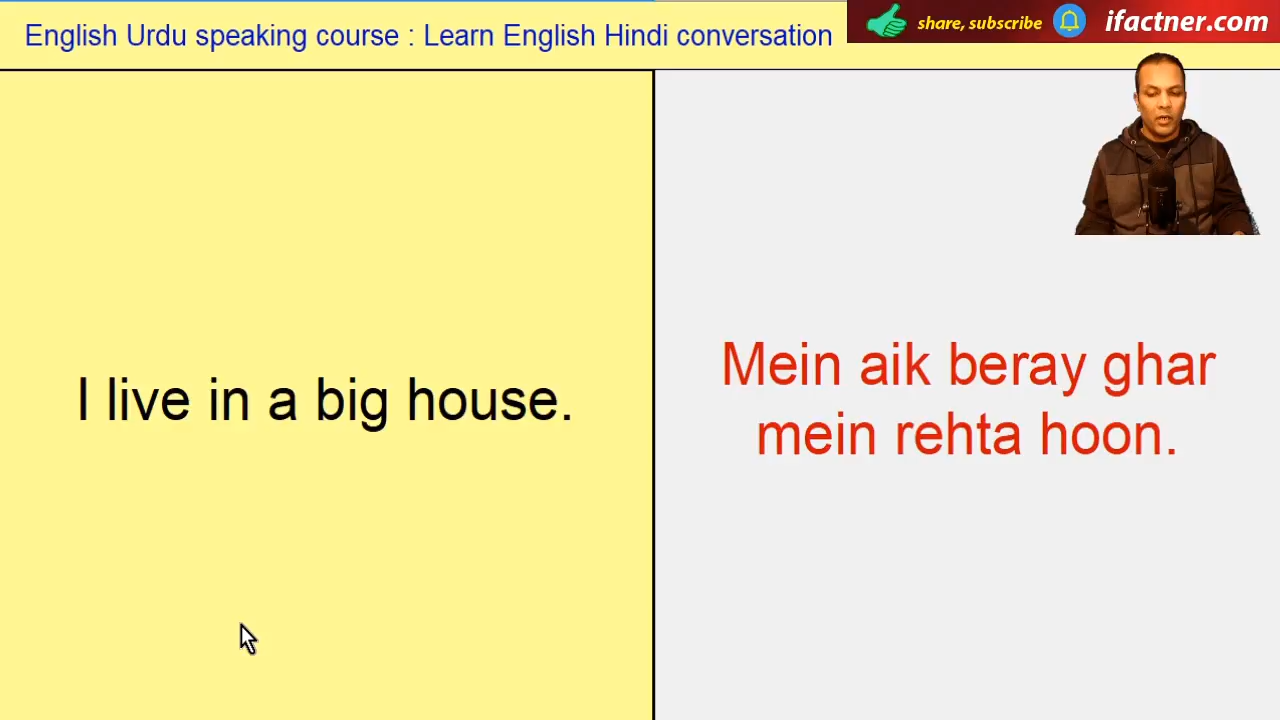 English Urdu speaking course : Learn English Hindi conversation
share, subscribe
ifactner.com
I live in a big house.
Mein aik beray ghar
mein rehta hoon.